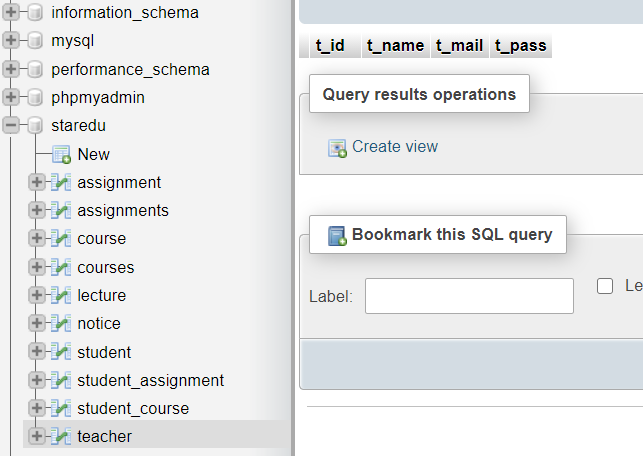 information_schema
mysql
performance_schema
phpmyadmin
staredu
New
assignment
assignments
course
courses
lecture
notice
student
student_assignment
student_course
teacher
t_id t_name t_mail t_pass
Query results operations
Create view
Bookmark this SQL query
Label:
Le